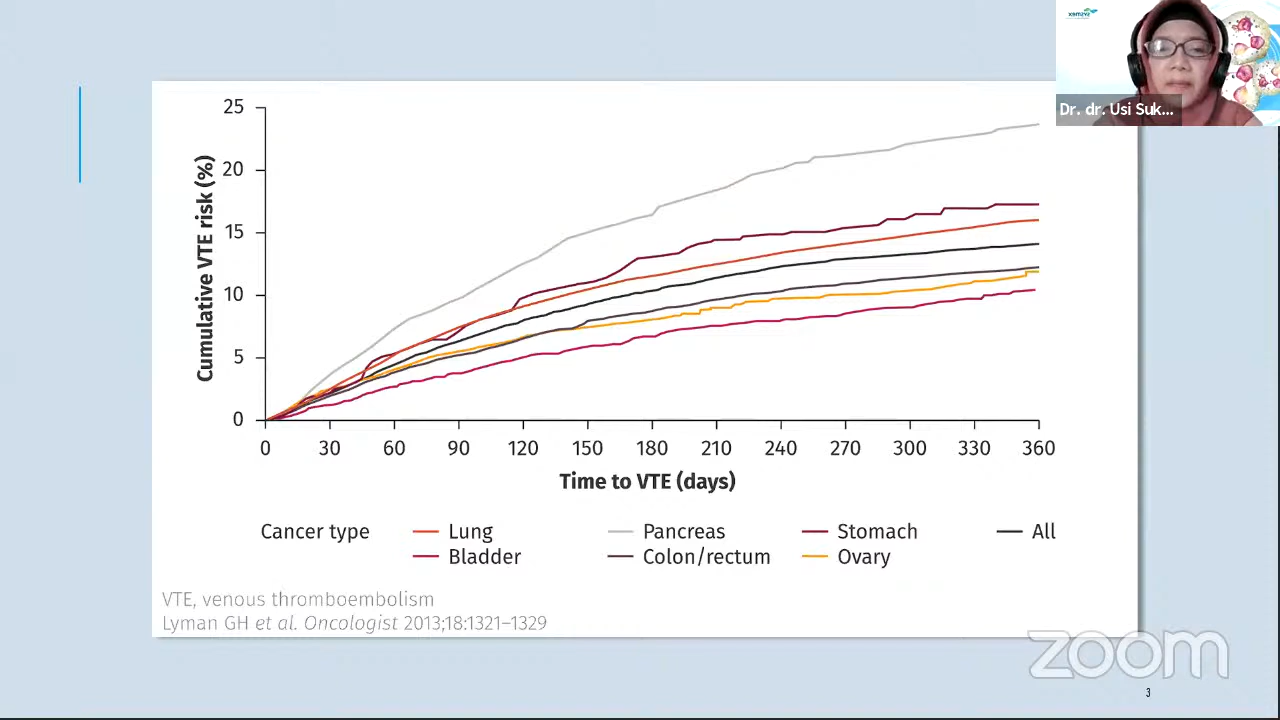 Dr. dr. Usi Suk...
25
20
15
10
5
0
Cumulative VTE risk (%)
0 30 60 90 120 150 180 210 240 270 300 330 360
Time to VTE (days)
Cancer type Lung Pancreas Stomach All
Bladder Colon/rectum Ovary
VTE, venous thromboembolism
Lyman GH et al. Oncologist 2013;18:1321–1329
zoom
3